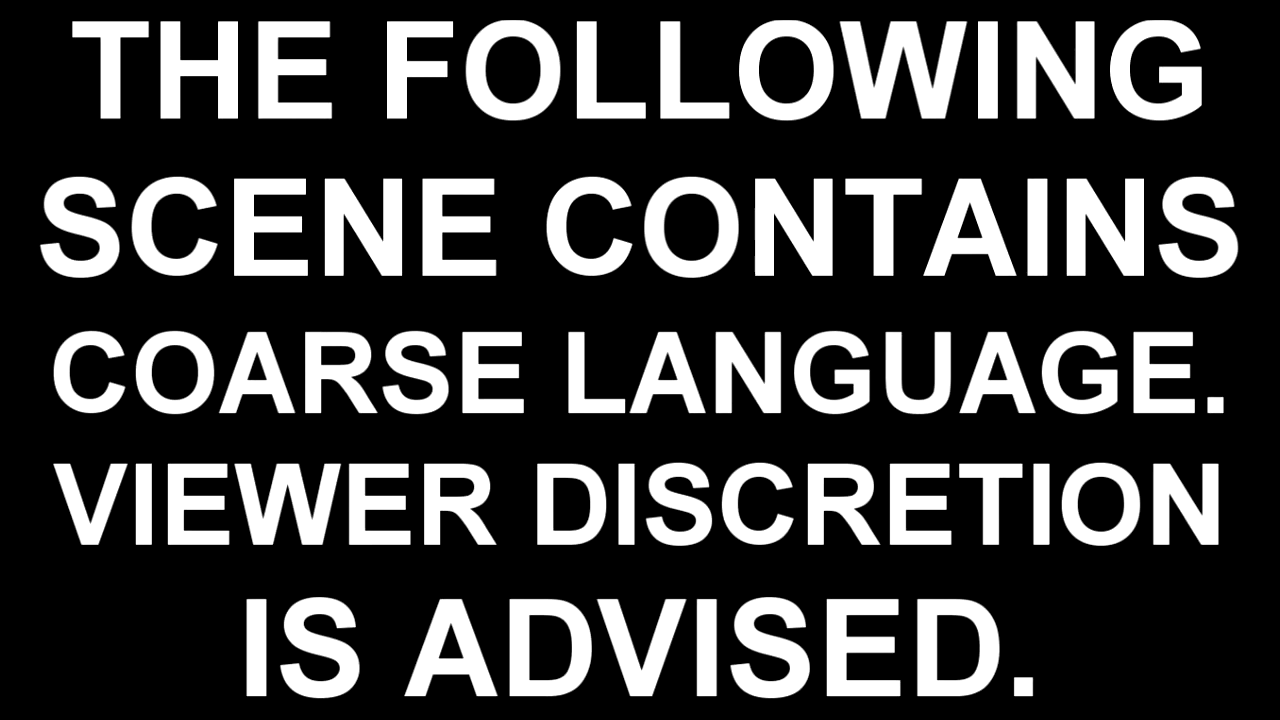 THE FOLLOWING
SCENE CONTAINS
COARSE LANGUAGE.
VIEWER DISCRETION
IS ADVISED.